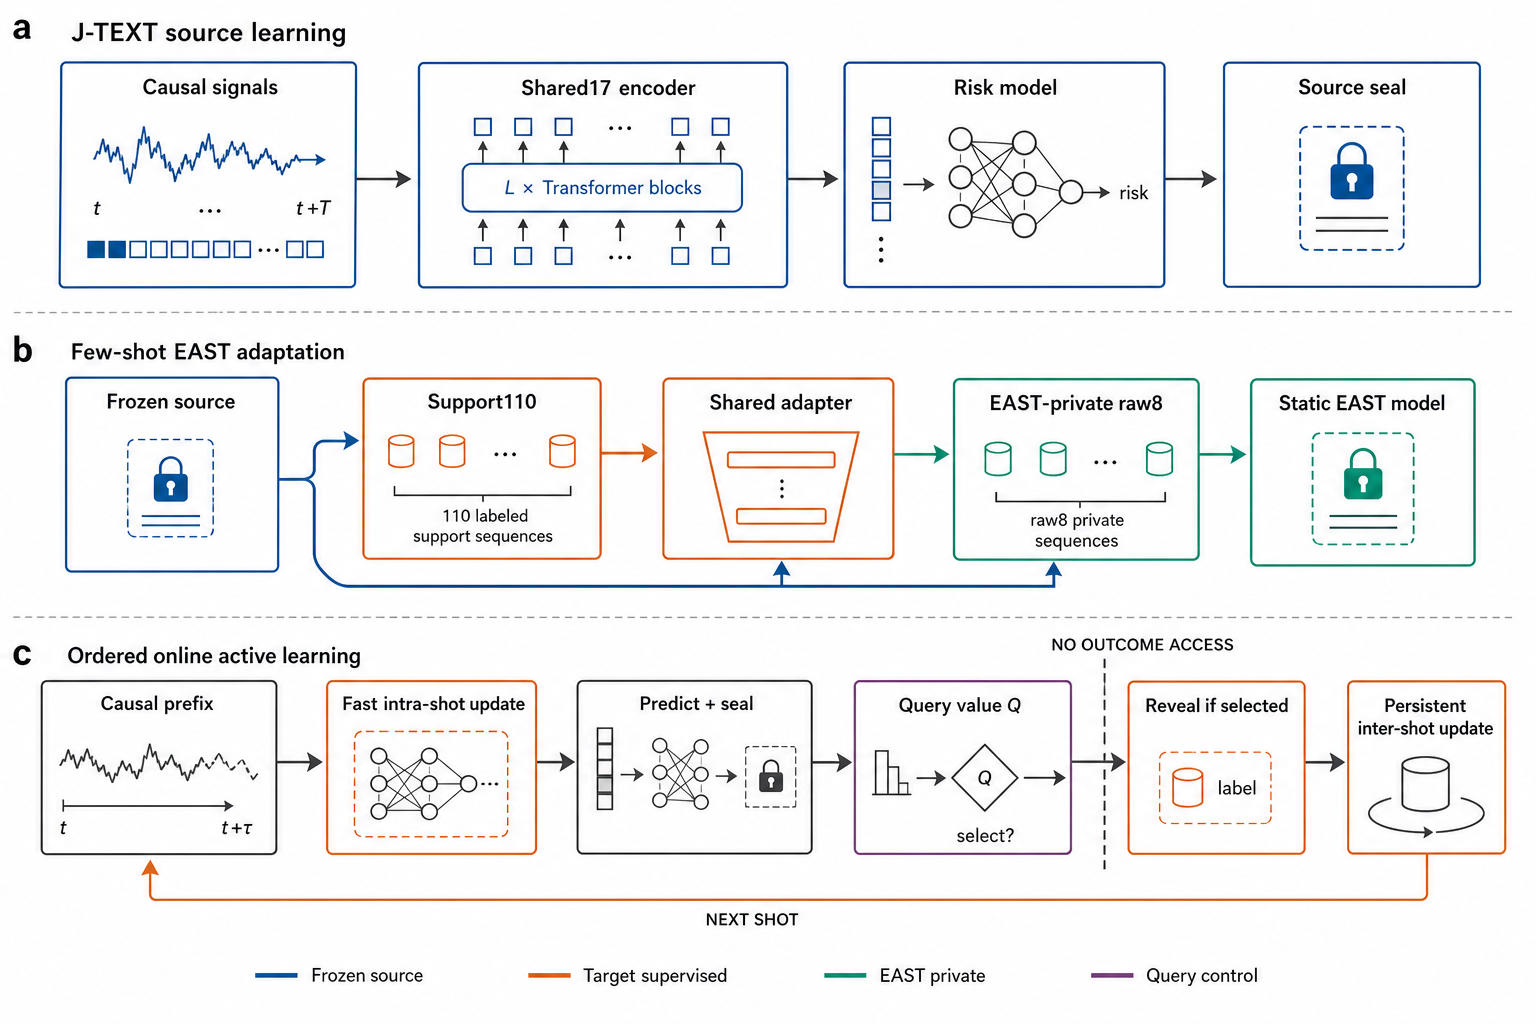 a J-TEXT source learning
Causal signals
t ... t+T
...
Shared17 encoder
...
L × Transformer blocks
...
Risk model
risk
Source seal
b Few-shot EAST adaptation
Frozen source
Support110
...
110 labeled
support sequences
Shared adapter
EAST-private raw8
...
raw8 private
sequences
Static EAST model
NO OUTCOME ACCESS
c Ordered online active learning
Causal prefix
t t+τ
Fast intra-shot update
...
Predict + seal
Query value Q
Q
select?
Reveal if selected
label
Persistent
inter-shot update
NEXT SHOT
Frozen source
Target supervised
EAST private
Query control